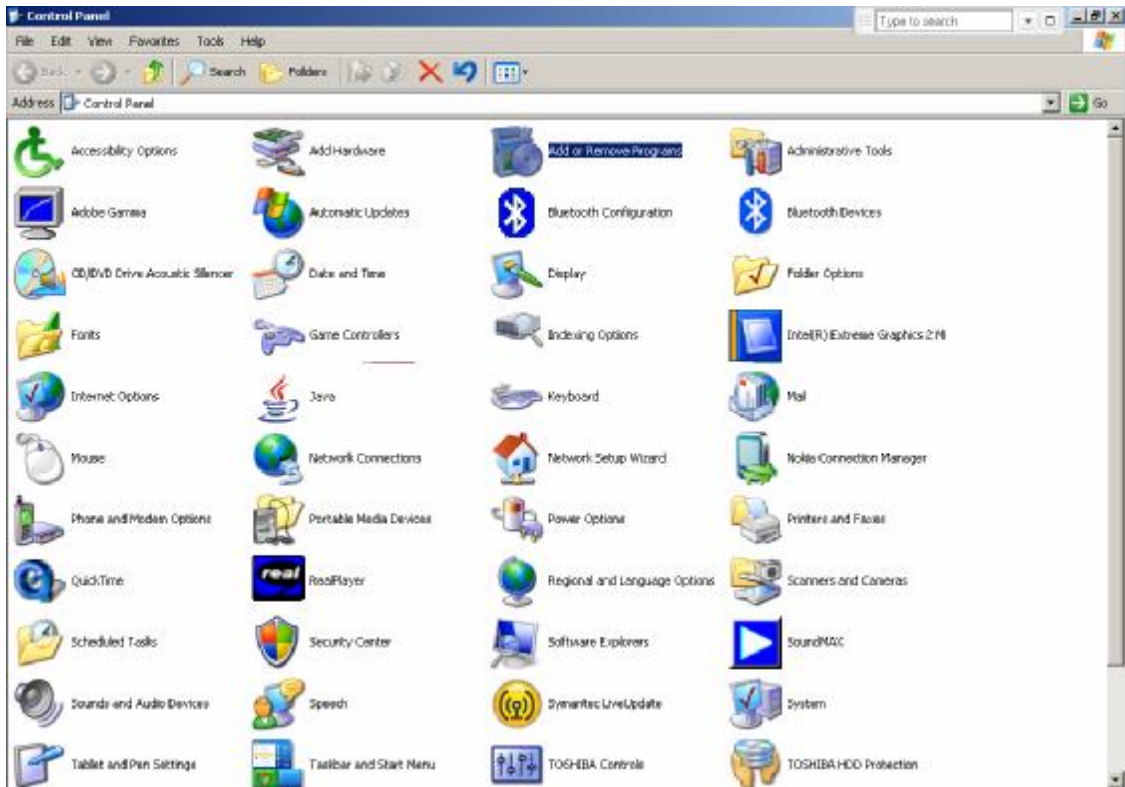 Control Panel
Type to search
File Edit View Favorites Tools Help
Back Search Folders
Address Control Panel Go
Accessibility Options Add Hardware Add or Remove Programs Administrative Tools
Adobe Gamma Automatic Updates Bluetooth Configuration Bluetooth Devices
CD/DVD Drive Acoustic Silencer Date and Time Display Folder Options
Fonts Game Controllers Indexing Options Intel(R) Extreme Graphics 2 M
Internet Options Java Keyboard Mail
Mouse Network Connections Network Setup Wizard Nokia Connection Manager
Phone and Modem Options Portable Media Devices Power Options Printers and Faxes
QuickTime real RealPlayer Regional and Language Options Scanners and Cameras
Scheduled Tasks Security Center Software Explorers SoundMAX
Sounds and Audio Devices Speech Symantec LiveUpdate System
Tablet and Pen Settings Taskbar and Start Menu TOSHIBA Controls TOSHIBA HDD Protection